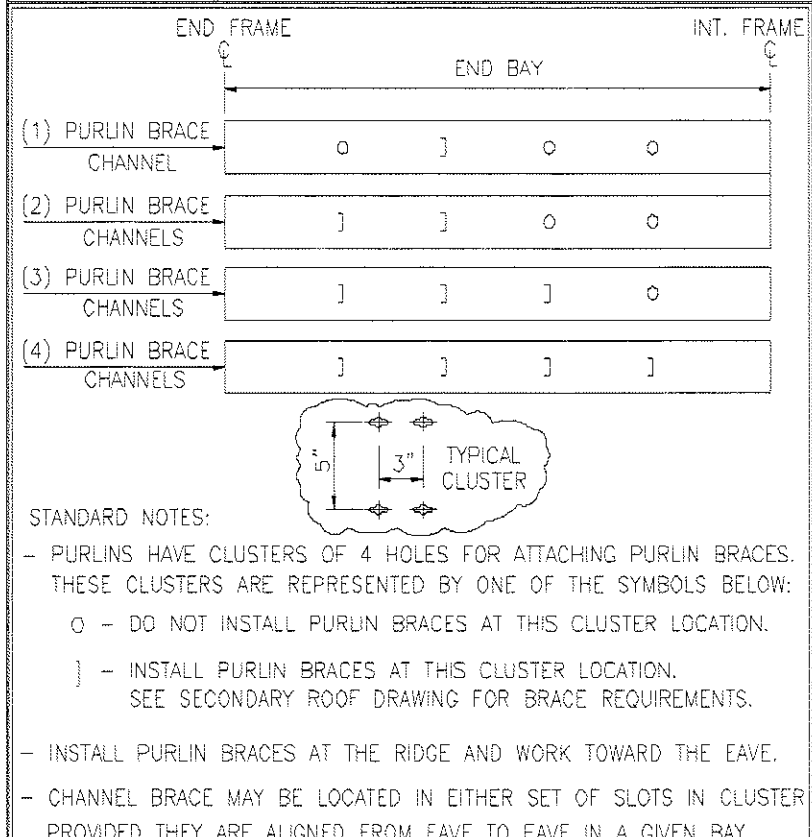 END FRAME
INT. FRAME
℄
℄
END BAY
(1) PURLIN BRACE
CHANNEL
O ] O O
(2) PURLIN BRACE
CHANNELS
] ] O O
(3) PURLIN BRACE
CHANNELS
] ] ] O
(4) PURLIN BRACE
CHANNELS
] ] ] ]
5"
3"
TYPICAL
CLUSTER
STANDARD NOTES:
– PURLINS HAVE CLUSTERS OF 4 HOLES FOR ATTACHING PURLIN BRACES.
THESE CLUSTERS ARE REPRESENTED BY ONE OF THE SYMBOLS BELOW:
O – DO NOT INSTALL PURLIN BRACES AT THIS CLUSTER LOCATION.
] – INSTALL PURLIN BRACES AT THIS CLUSTER LOCATION.
SEE SECONDARY ROOF DRAWING FOR BRACE REQUIREMENTS.
– INSTALL PURLIN BRACES AT THE RIDGE AND WORK TOWARD THE EAVE.
– CHANNEL BRACE MAY BE LOCATED IN EITHER SET OF SLOTS IN CLUSTER
PROVIDED THEY ARE ALIGNED FROM EAVE TO EAVE IN A GIVEN BAY